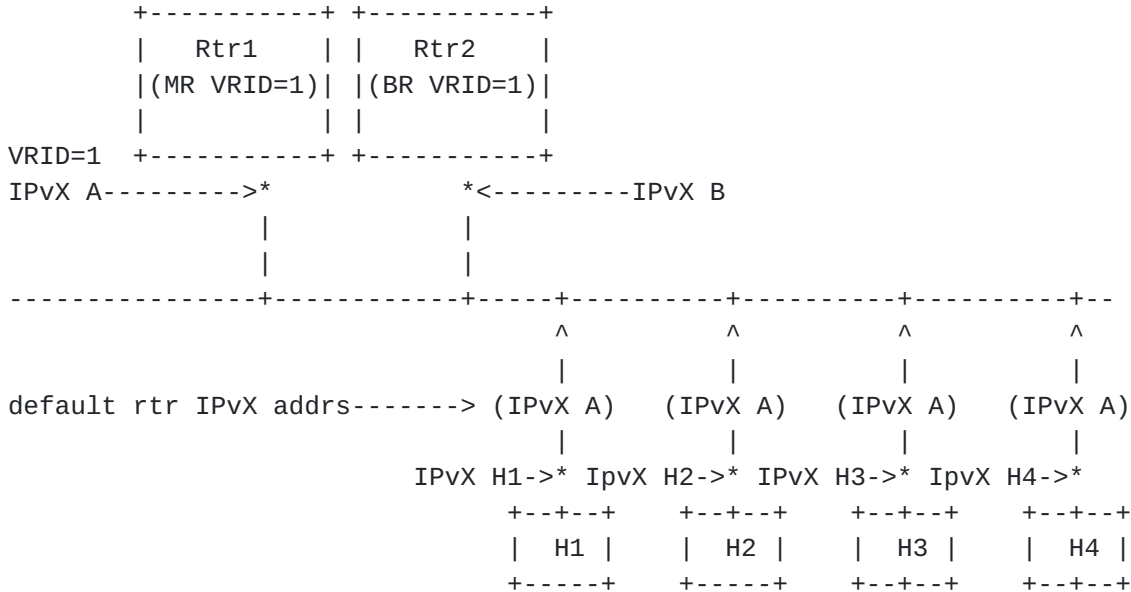 +-----------+ +-----------+
|   Rtr1    | |   Rtr2    |
|(MR VRID=1)| |(BR VRID=1)|
|           | |           |
VRID=1  +-----------+ +-----------+
IPvX A--------->*            *<---------IPvX B
|            |
|            |
----------------+------------+-----+----------+----------+----------+--
^          ^          ^          ^
|          |          |          |
default rtr IPvX addrs-------> (IPvX A)   (IPvX A)   (IPvX A)   (IPvX A)
|          |          |          |
IPvX H1->* IpvX H2->* IPvX H3->* IpvX H4->*
+--+--+    +--+--+    +--+--+    +--+--+
|  H1 |    |  H2 |    |  H3 |    |  H4 |
+-----+    +-----+    +--+--+    +--+--+